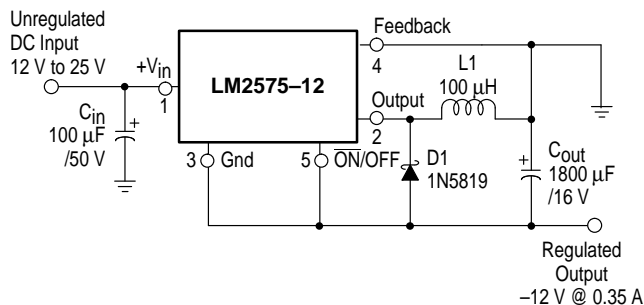 Unregulated
DC Input
12 V to 25 V
+Vin
1
Cin
100 µF
/50 V
LM2575–12
Feedback
4
Output
2
3
Gnd
5
ON/OFF
L1
100 µH
D1
1N5819
Cout
1800 µF
/16 V
Regulated
Output
–12 V @ 0.35 A